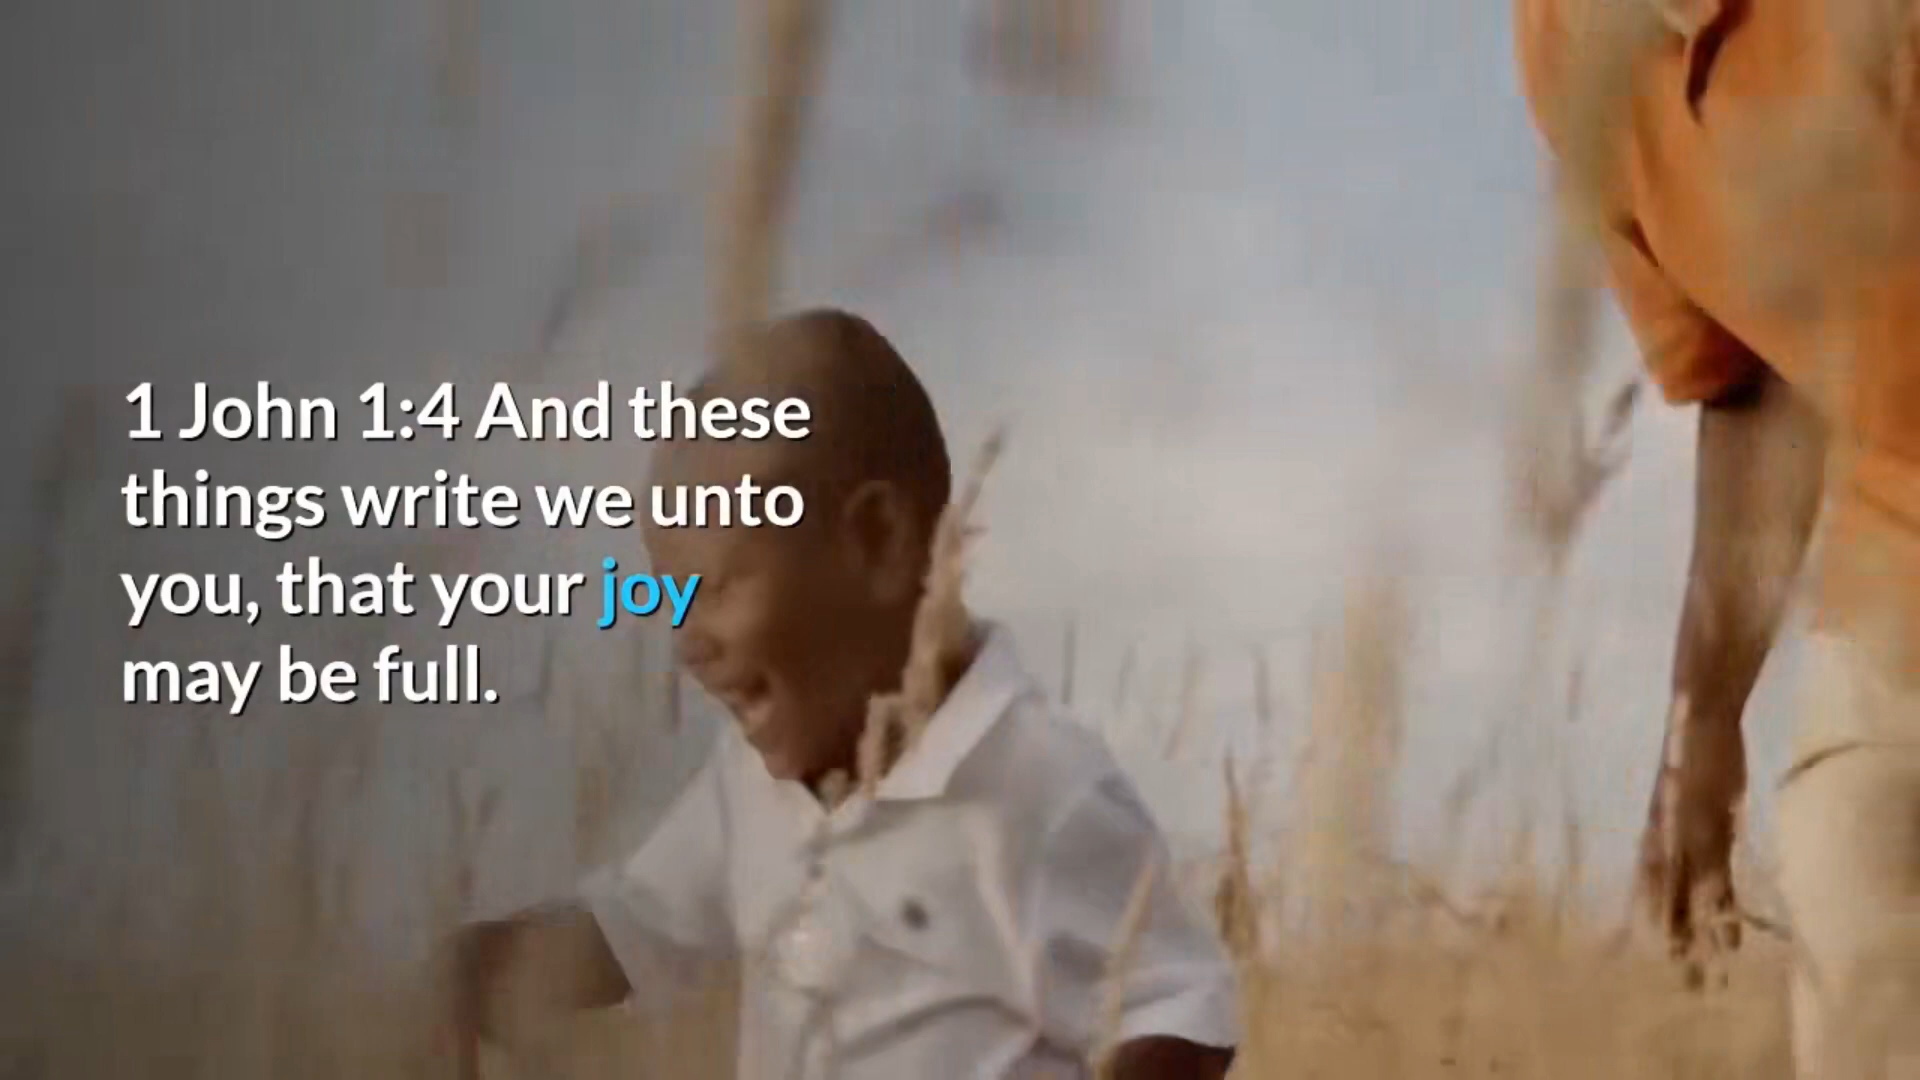 1 John 1:4 And these
things write we unto
you, that your joy
may be full.